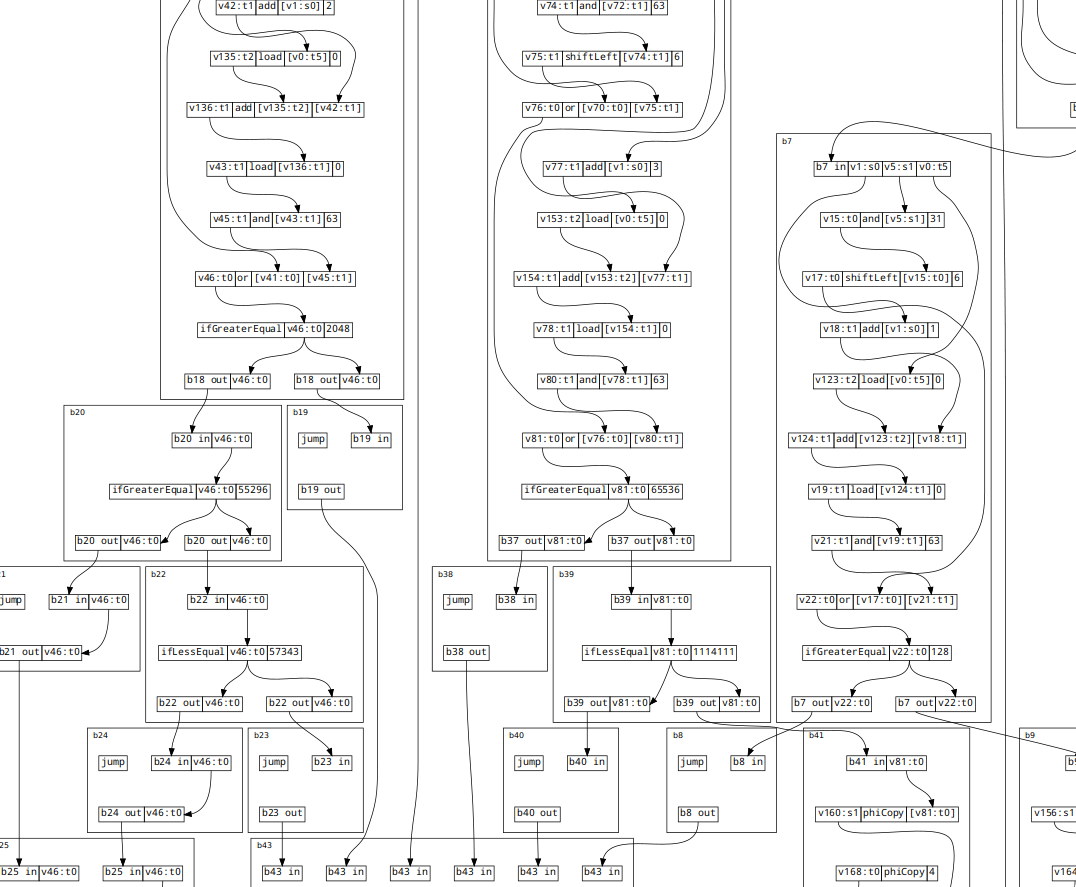 v42:t1 add [v1:s0] 2
v135:t2 load [v0:t5] 0
v136:t1 add [v135:t2] [v42:t1]
v43:t1 load [v136:t1] 0
v45:t1 and [v43:t1] 63
v46:t0 or [v41:t0] [v45:t1]
ifGreaterEqual v46:t0 2048
b18 out v46:t0
b18 out v46:t0
b20
b20 in v46:t0
ifGreaterEqual v46:t0 55296
b20 out v46:t0
b20 out v46:t0
b19
jump
b19 in
b19 out
jump
b21 in v46:t0
b21 out v46:t0
b22
b22 in v46:t0
ifLessEqual v46:t0 57343
b22 out v46:t0
b22 out v46:t0
b24
jump
b24 in v46:t0
b24 out v46:t0
b23
jump
b23 in
b23 out
b25 in v46:t0
b25 in v46:t0
v74:t1 and [v72:t1] 63
v75:t1 shiftLeft [v74:t1] 6
v76:t0 or [v70:t0] [v75:t1]
v77:t1 add [v1:s0] 3
v153:t2 load [v0:t5] 0
v154:t1 add [v153:t2] [v77:t1]
v78:t1 load [v154:t1] 0
v80:t1 and [v78:t1] 63
v81:t0 or [v76:t0] [v80:t1]
ifGreaterEqual v81:t0 65536
b37 out v81:t0
b37 out v81:t0
b38
jump
b38 in
b38 out
b39
b39 in v81:t0
ifLessEqual v81:t0 1114111
b39 out v81:t0
b39 out v81:t0
b40
jump
b40 in
b40 out
b43
b43 in
b43 in
b43 in
b43 in
b43 in
b43 in
b7
b7 in v1:s0 v5:s1 v0:t5
v15:t0 and [v5:s1] 31
v17:t0 shiftLeft [v15:t0] 6
v18:t1 add [v1:s0] 1
v123:t2 load [v0:t5] 0
v124:t1 add [v123:t2] [v18:t1]
v19:t1 load [v124:t1] 0
v21:t1 and [v19:t1] 63
v22:t0 or [v17:t0] [v21:t1]
ifGreaterEqual v22:t0 128
b7 out v22:t0
b7 out v22:t0
b8
jump
b8 in
b8 out
b41
b41 in v81:t0
v160:s1 phiCopy [v81:t0]
v168:t0 phiCopy 4
b9
v156:s1